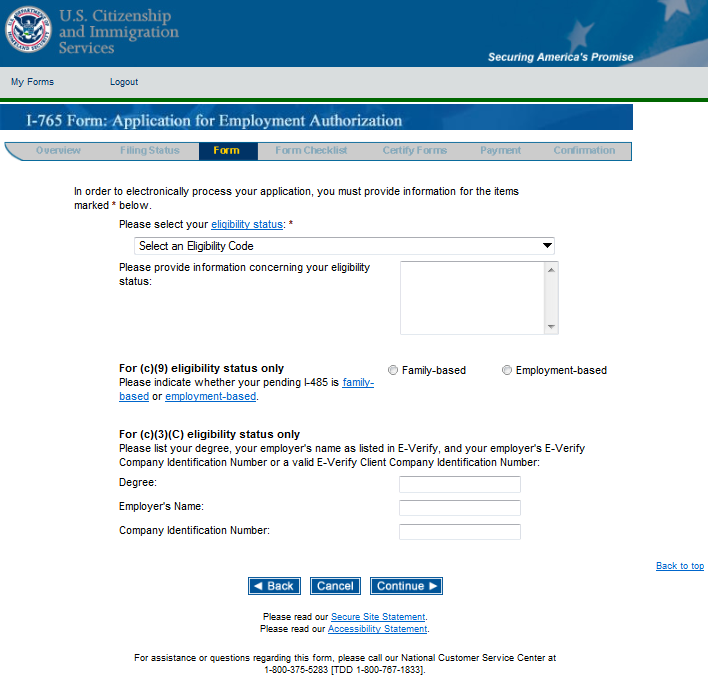 U.S. Citizenship
and Immigration
Services
Securing America's Promise
My Forms Logout
I-765 Form: Application for Employment Authorization
Overview Filing Status Form Form Checklist Certify Forms Payment Confirmation
In order to electronically process your application, you must provide information for the items
marked * below.
Please select your eligibility status: *
Select an Eligibility Code
Please provide information concerning your eligibility
status:
For (c)(9) eligibility status only
Please indicate whether your pending I-485 is family-
based or employment-based.
Family-based Employment-based
For (c)(3)(C) eligibility status only
Please list your degree, your employer's name as listed in E-Verify, and your employer's E-Verify
Company Identification Number or a valid E-Verify Client Company Identification Number:
Degree:
Employer's Name:
Company Identification Number:
Back to top
Back Cancel Continue
Please read our Secure Site Statement.
Please read our Accessibility Statement.
For assistance or questions regarding this form, please call our National Customer Service Center at
1-800-375-5283 [TDD 1-800-767-1833].